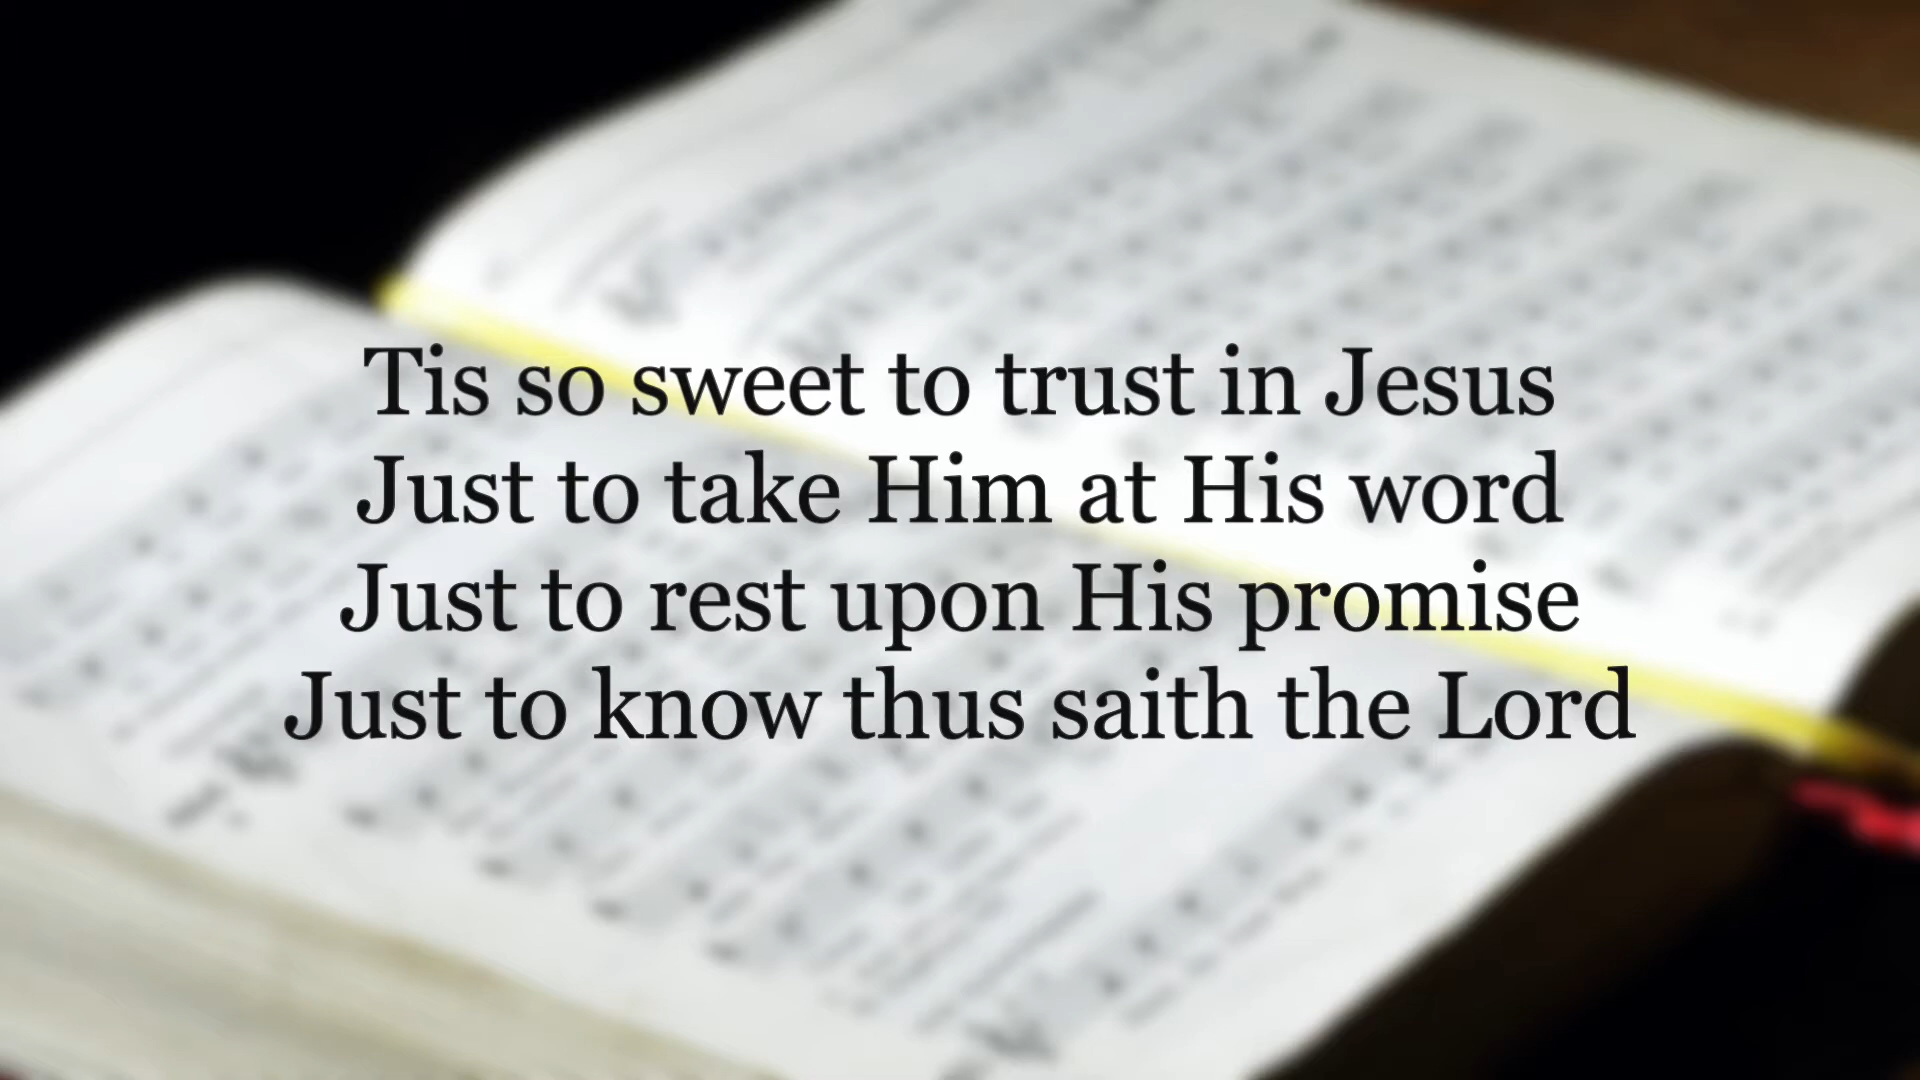 Tis so sweet to trust in Jesus
Just to take Him at His word
Just to rest upon His promise
Just to know thus saith the Lord